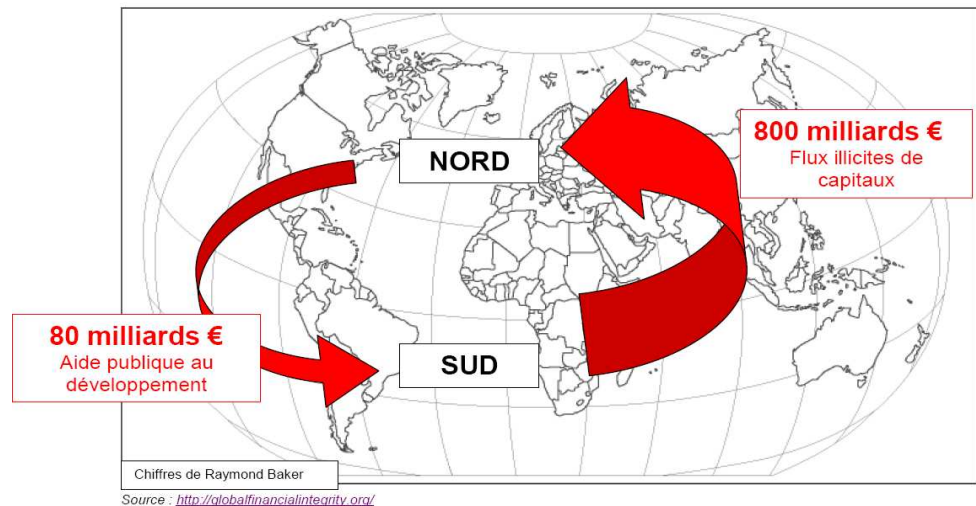 800 milliards €
Flux illicites de
capitaux
NORD
80 milliards €
Aide publique au
développement
SUD
Chiffres de Raymond Baker
Source : http://globalfinancialintegrity.org/